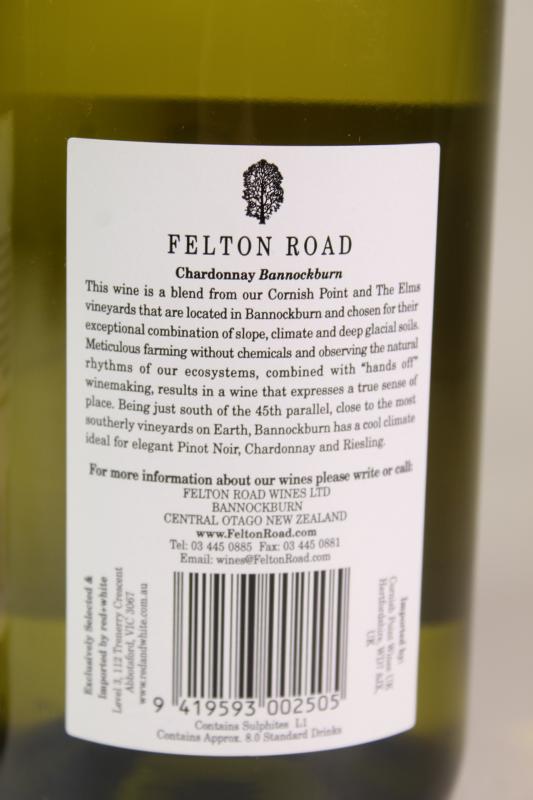 FELTON ROAD
Chardonnay Bannockburn
This wine is a blend from our Cornish Point and The Elms
vineyards that are located in Bannockburn and chosen for their
exceptional combination of slope, climate and deep glacial soils.
Meticulous farming without chemicals and observing the natural
rhythms of our ecosystems, combined with "hands off"
winemaking, results in a wine that expresses a true sense of
place. Being just south of the 45th parallel, close to the most
southerly vineyards on Earth, Bannockburn has a cool climate
ideal for elegant Pinot Noir, Chardonnay and Riesling.
For more information about our wines please write or call:
FELTON ROAD WINES LTD
BANNOCKBURN
CENTRAL OTAGO NEW ZEALAND
www.FeltonRoad.com
Tel: 03 445 0885 Fax: 03 445 0881
Email: wines@FeltonRoad.com
Exclusively Selected &
Imported by red+white
Level 3, 112 Trenerry Crescent
Abbotsford, VIC 3067
www.redandwhite.com.au
Imported by:
Cornish Point Wines UK
Hertfordshire,
UK
9 419593 002505
Contains Sulphites L1
Contains Approx. 8.0 Standard Drinks